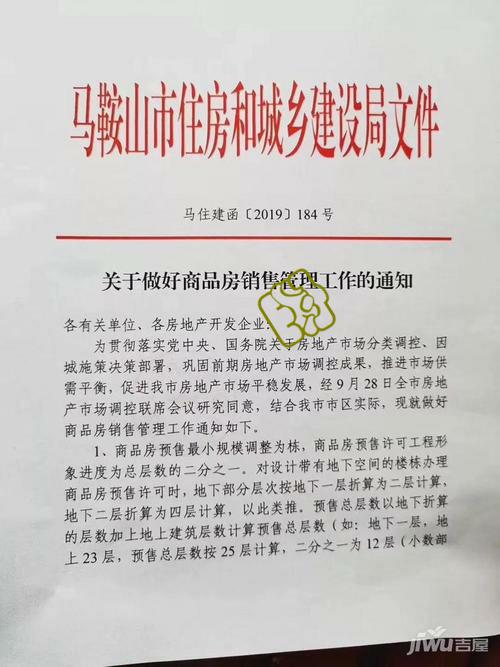 马鞍山市住房和城乡建设局文件
马住建函〔2019〕184号
关于做好商品房销售管理工作的通知
各有关单位、各房地产开发企业:
为贯彻落实党中央、国务院关于房地产市场分类调控、因
城施策决策部署，巩固前期房地产市场调控成果，推进市场供
需平衡，促进我市房地产市场平稳发展，经9月28日全市房地
产市场调控联席会议研究同意，结合我市市区实际，现就做好
商品房销售管理工作通知如下。
1、商品房预售最小规模调整为栋，商品房预售许可工程形
象进度为总层数的二分之一。对设计带有地下空间的楼栋办理
商品房预售许可时，地下部分层次按地下一层折算为二层计算，
地下二层折算为四层计算，以此类推。预售总层数以地下折算
的层数加上地上建筑层数计算预售总层数（如：地下一层，地
上23层，预售总层数按25层计算，二分之一为12层（小数部
JIWU吉屋